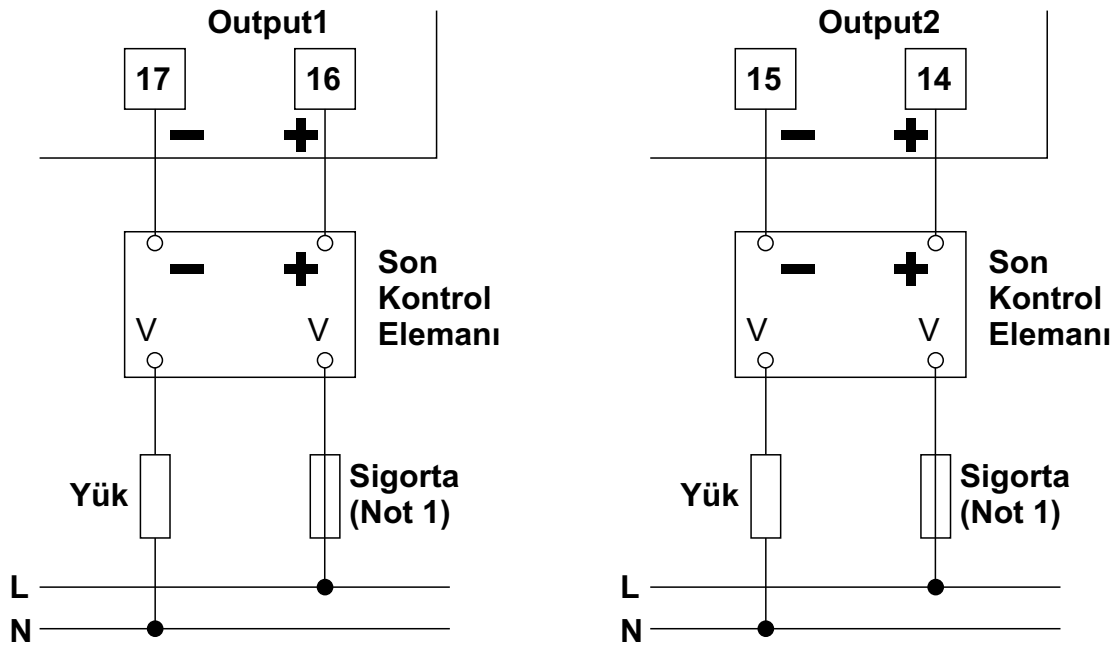 Output1
17
16
Son
Kontrol
Elemanı
V
V
Yük
Sigorta
(Not 1)
L
N
Output2
15
14
Son
Kontrol
Elemanı
V
V
Yük
Sigorta
(Not 1)
L
N